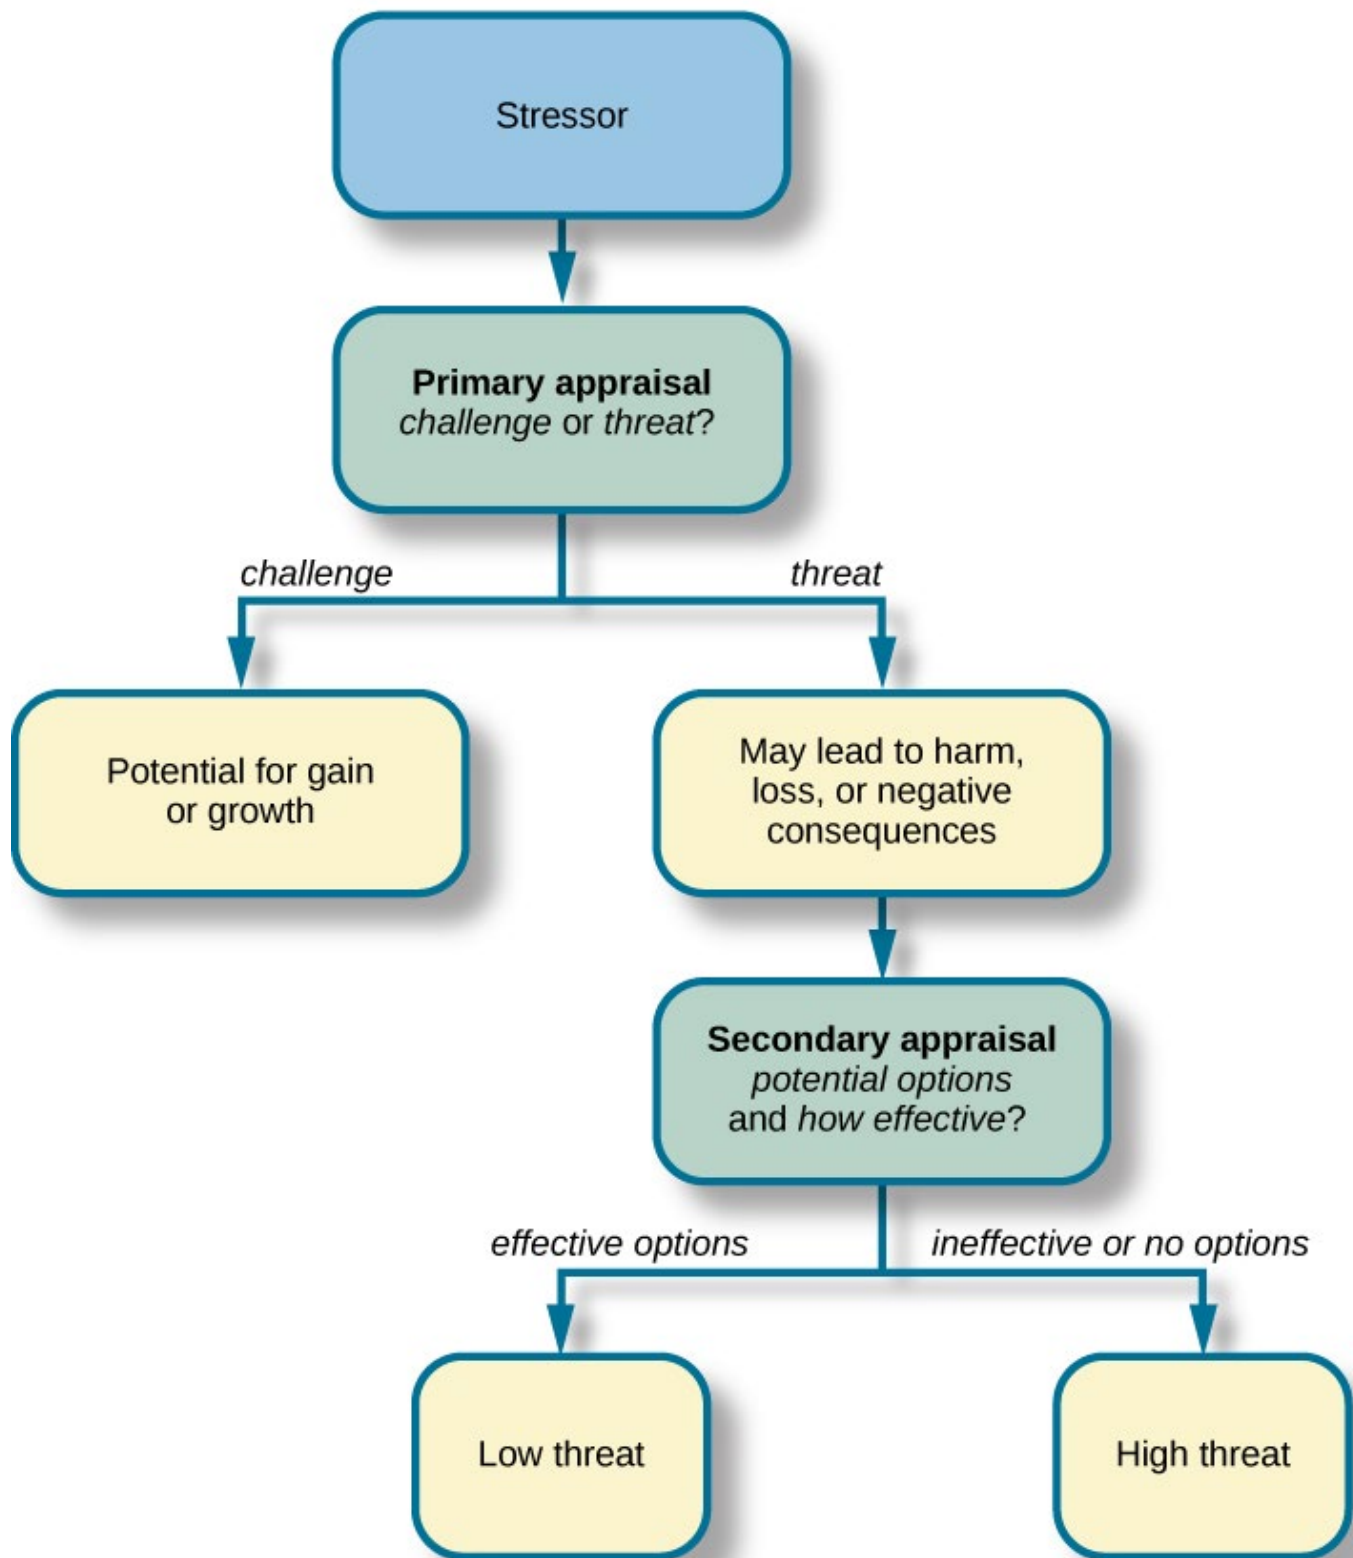 Stressor
Primary appraisal
challenge or threat?
challenge
threat
Potential for gain
or growth
May lead to harm,
loss, or negative
consequences
Secondary appraisal
potential options
and how effective?
effective options
ineffective or no options
Low threat
High threat